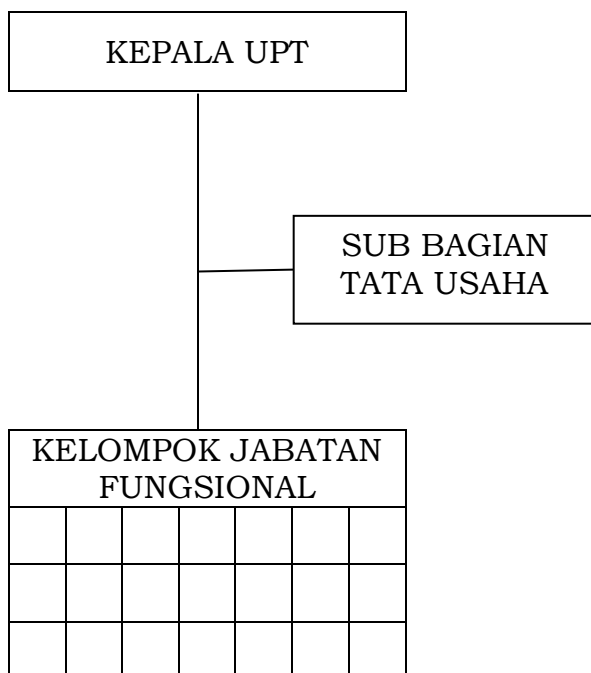 KEPALA UPT
SUB BAGIAN
TATA USAHA
KELOMPOK JABATAN
FUNGSIONAL